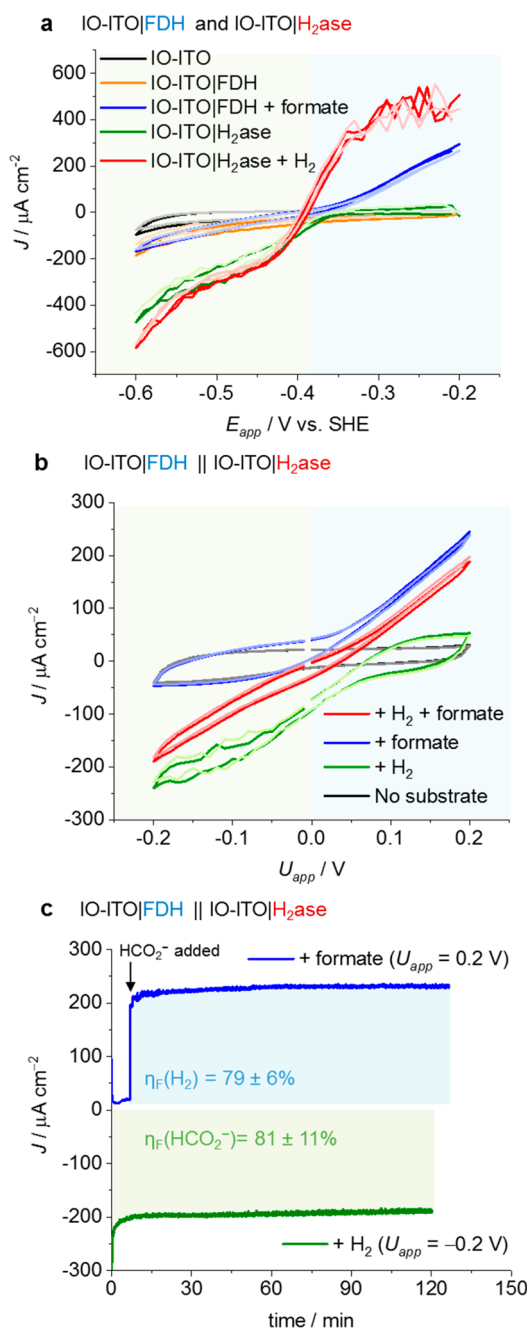 a IO-ITO|FDH and IO-ITO|H₂ase
600
400
200
0
-200
-400
-600
J / μA cm⁻²
IO-ITO
IO-ITO|FDH
IO-ITO|FDH + formate
IO-ITO|H₂ase
IO-ITO|H₂ase + H₂
-0.6 -0.5 -0.4 -0.3 -0.2
E_app / V vs. SHE
b IO-ITO|FDH || IO-ITO|H₂ase
300
200
100
0
-100
-200
-300
J / μA cm⁻²
+ H₂ + formate
+ formate
+ H₂
No substrate
-0.2 -0.1 0.0 0.1 0.2
U_app / V
c IO-ITO|FDH || IO-ITO|H₂ase
300
200
100
0
-100
-200
-300
J / μA cm⁻²
HCO₂⁻ added
+ formate (U_app = 0.2 V)
η_F(H₂) = 79 ± 6%
η_F(HCO₂⁻)= 81 ± 11%
+ H₂ (U_app = −0.2 V)
0 30 60 90 120 150
time / min